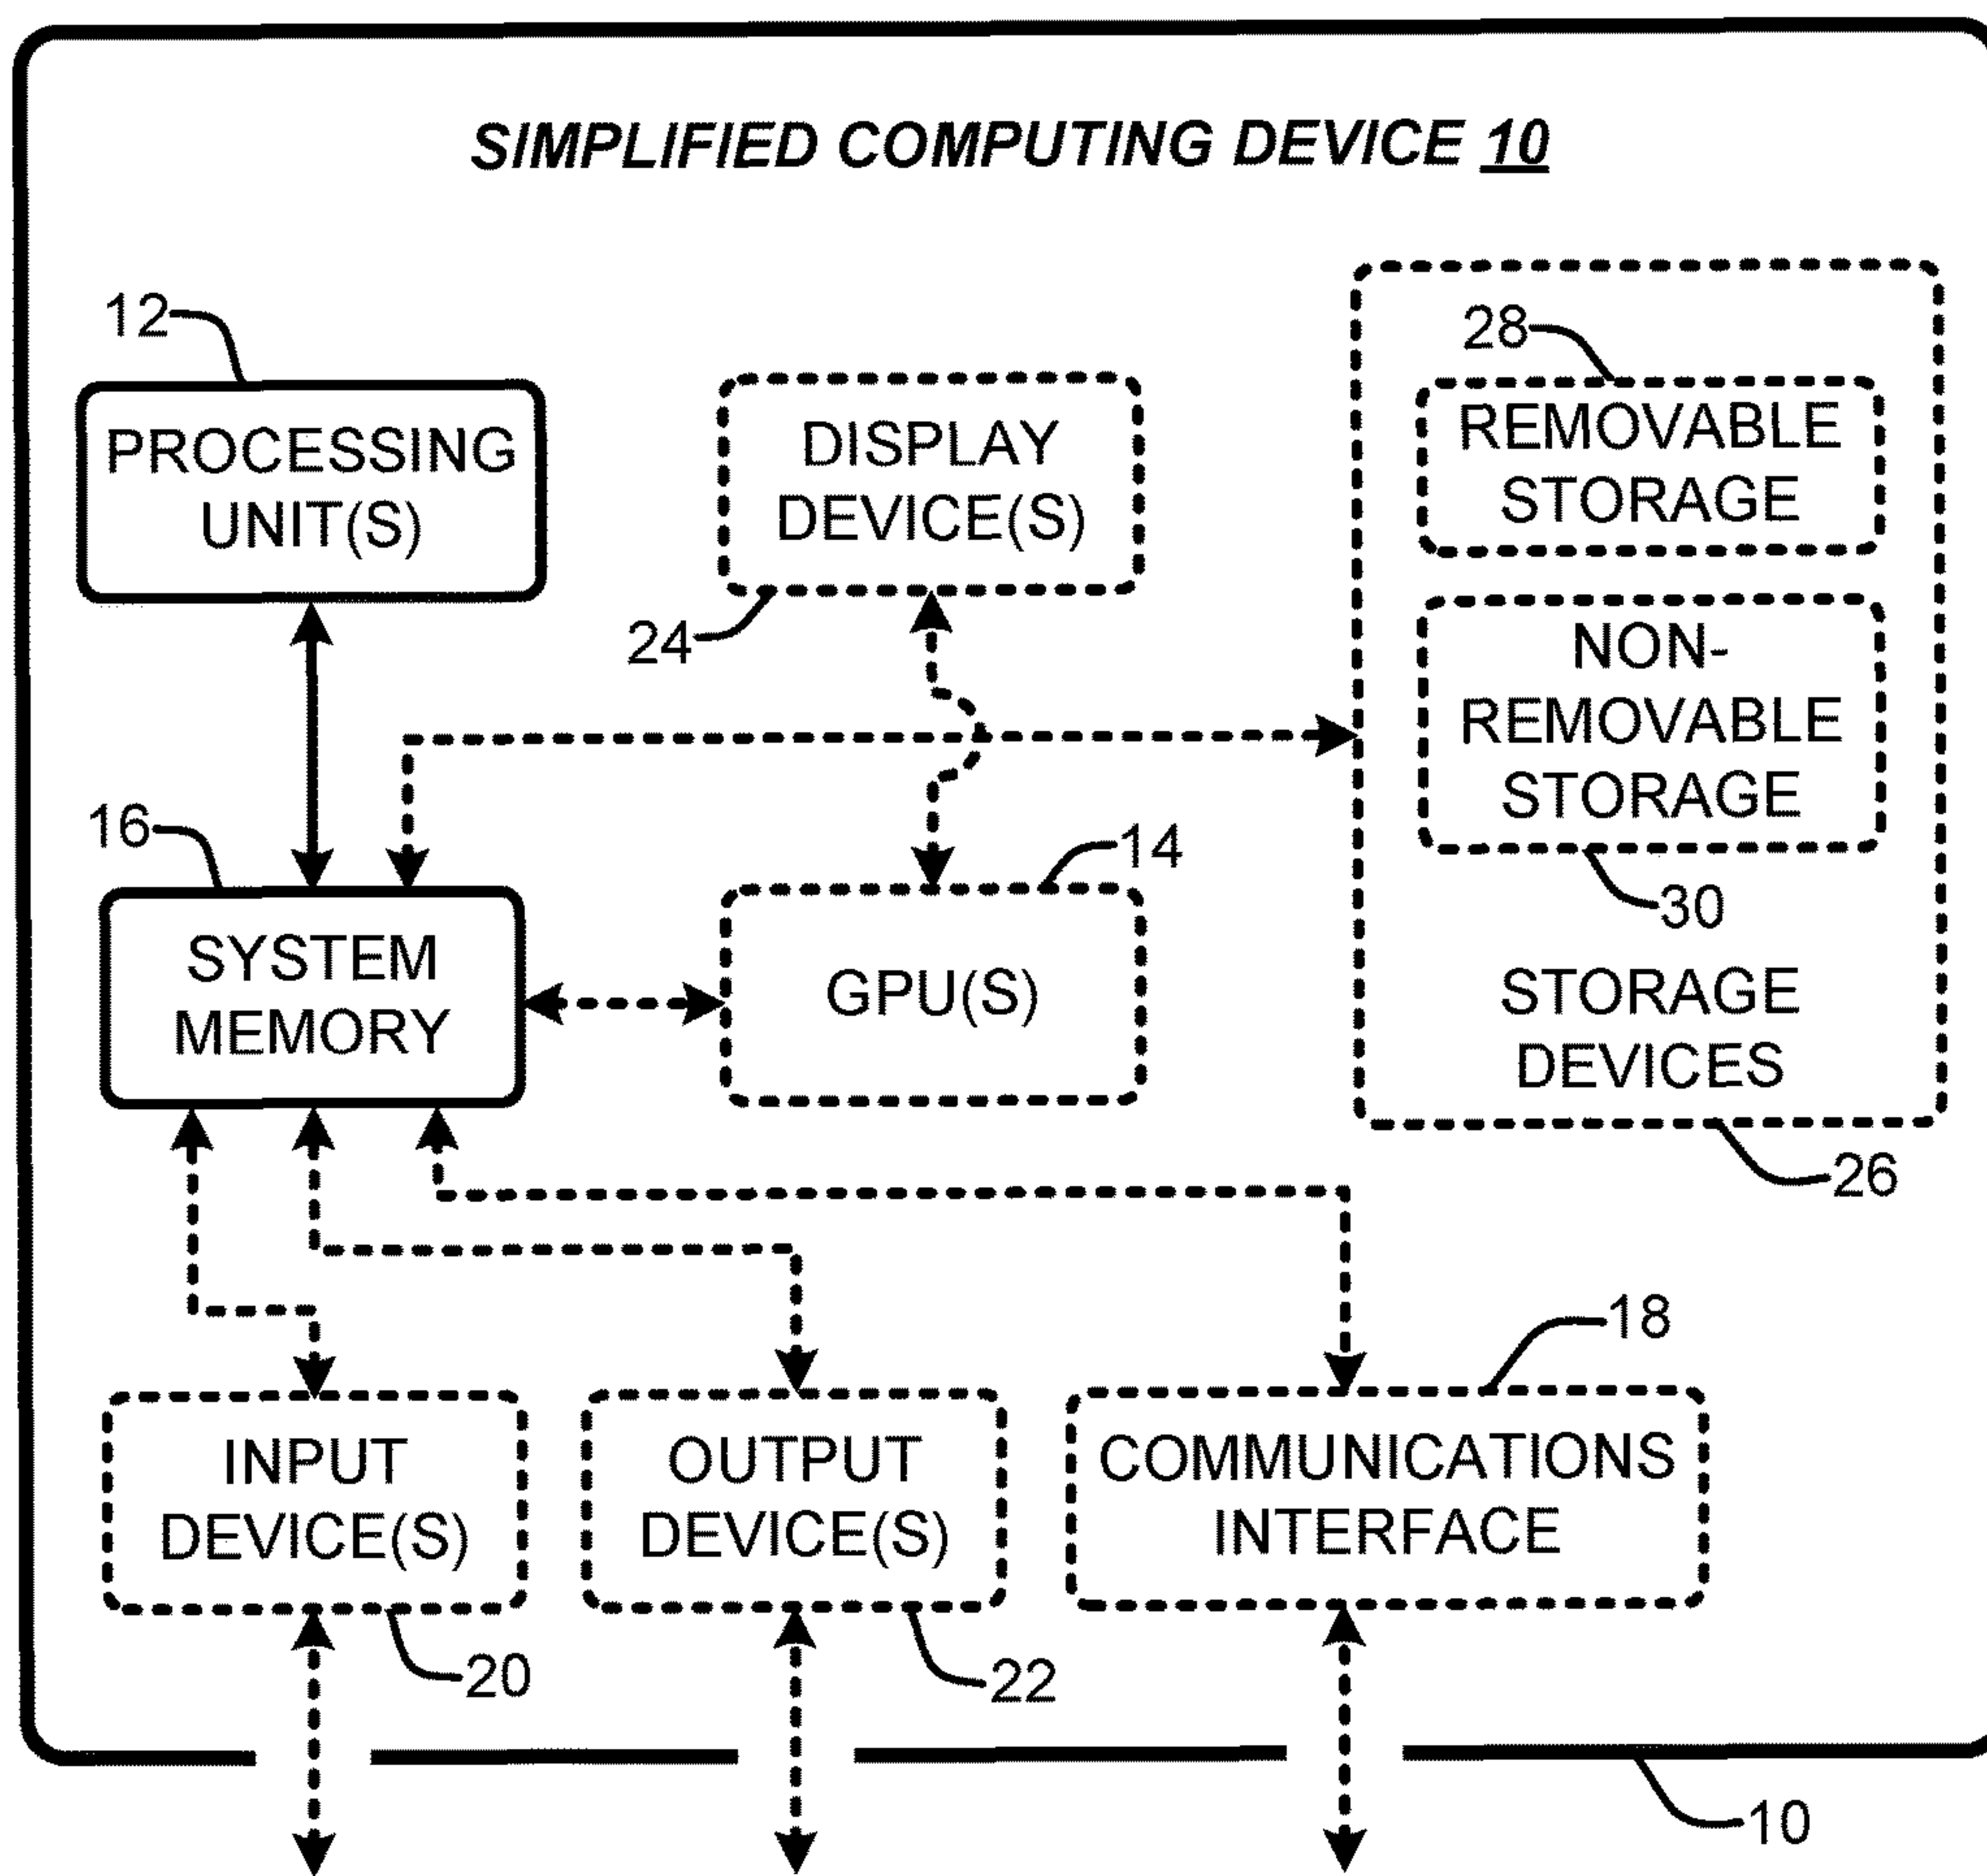 SIMPLIFIED COMPUTING DEVICE 10
12
PROCESSING
UNIT(S)
DISPLAY
DEVICE(S)
24
28
REMOVABLE
STORAGE
NON-
REMOVABLE
STORAGE
30
STORAGE
DEVICES
26
16
SYSTEM
MEMORY
14
GPU(S)
18
INPUT
DEVICE(S)
20
OUTPUT
DEVICE(S)
22
COMMUNICATIONS
INTERFACE
10